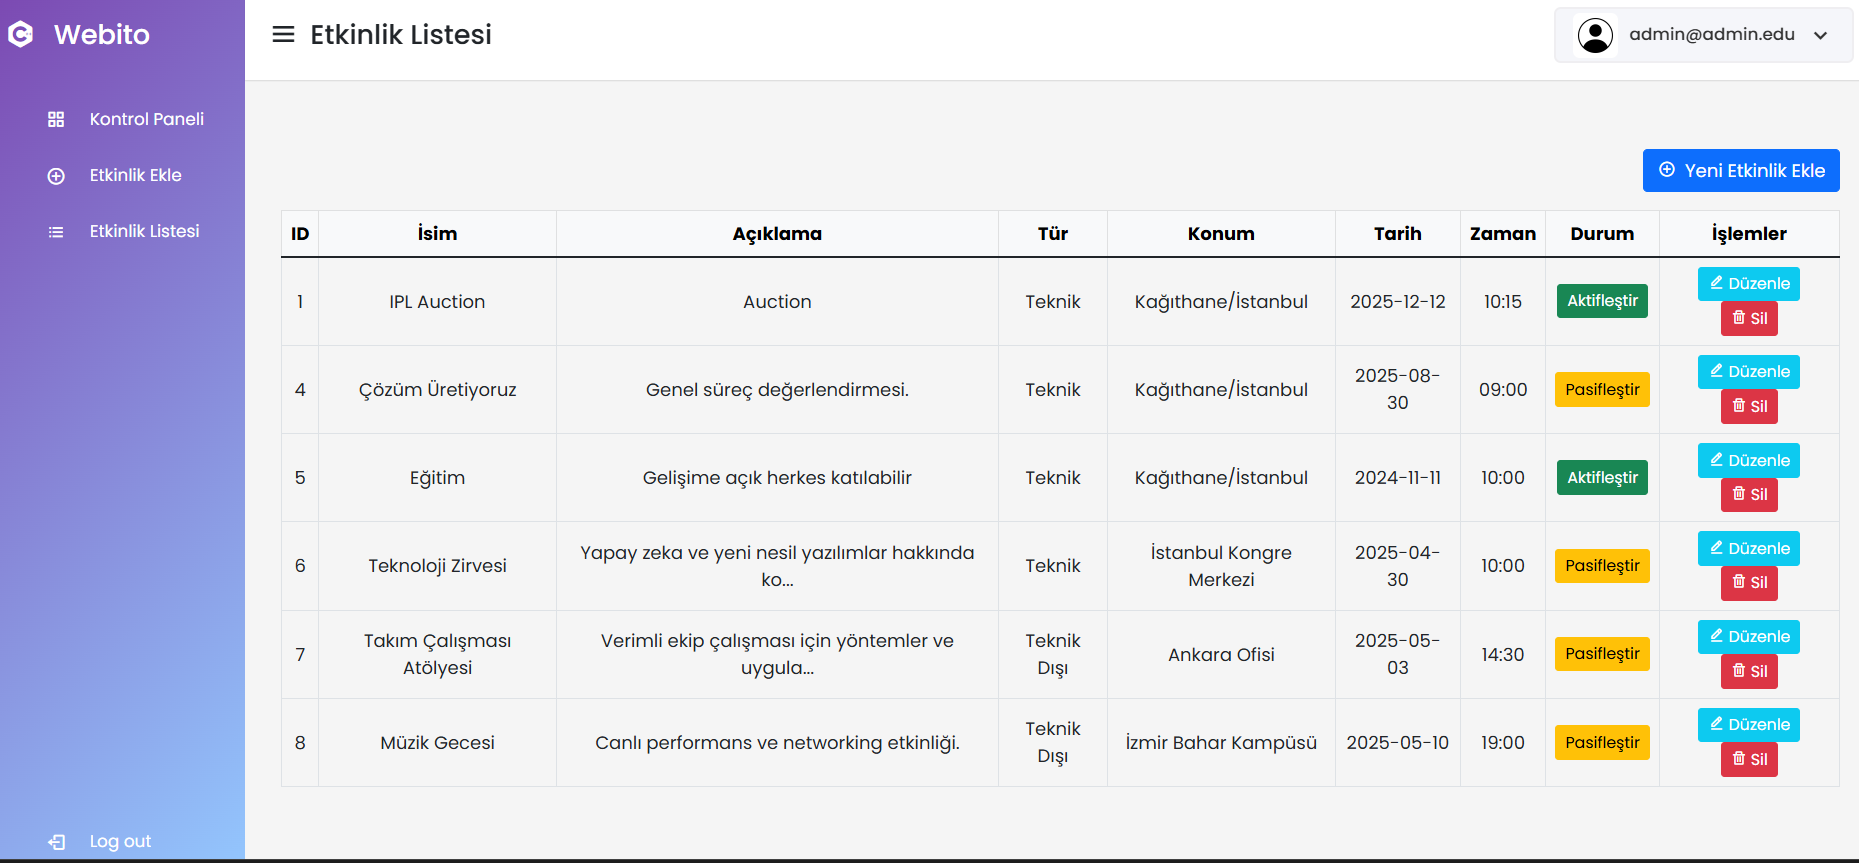 Webito
Etkinlik Listesi
admin@admin.edu
Kontrol Paneli
Etkinlik Ekle
Etkinlik Listesi
Log out
Yeni Etkinlik Ekle
ID İsim Açıklama Tür Konum Tarih Zaman Durum İşlemler
1 IPL Auction Auction Teknik Kağıthane/İstanbul 2025-12-12 10:15 Aktifleştir Düzenle
Sil
4 Çözüm Üretiyoruz Genel süreç değerlendirmesi. Teknik Kağıthane/İstanbul 2025-08-
30 09:00 Pasifleştir Düzenle
Sil
5 Eğitim Gelişime açık herkes katılabilir Teknik Kağıthane/İstanbul 2024-11-11 10:00 Aktifleştir Düzenle
Sil
6 Teknoloji Zirvesi Yapay zeka ve yeni nesil yazılımlar hakkında
ko... Teknik İstanbul Kongre
Merkezi 2025-04-
30 10:00 Pasifleştir Düzenle
Sil
7 Takım Çalışması
Atölyesi Verimli ekip çalışması için yöntemler ve
uygula... Teknik
Dışı Ankara Ofisi 2025-05-
03 14:30 Pasifleştir Düzenle
Sil
8 Müzik Gecesi Canlı performans ve networking etkinliği. Teknik
Dışı İzmir Bahar Kampüsü 2025-05-10 19:00 Pasifleştir Düzenle
Sil